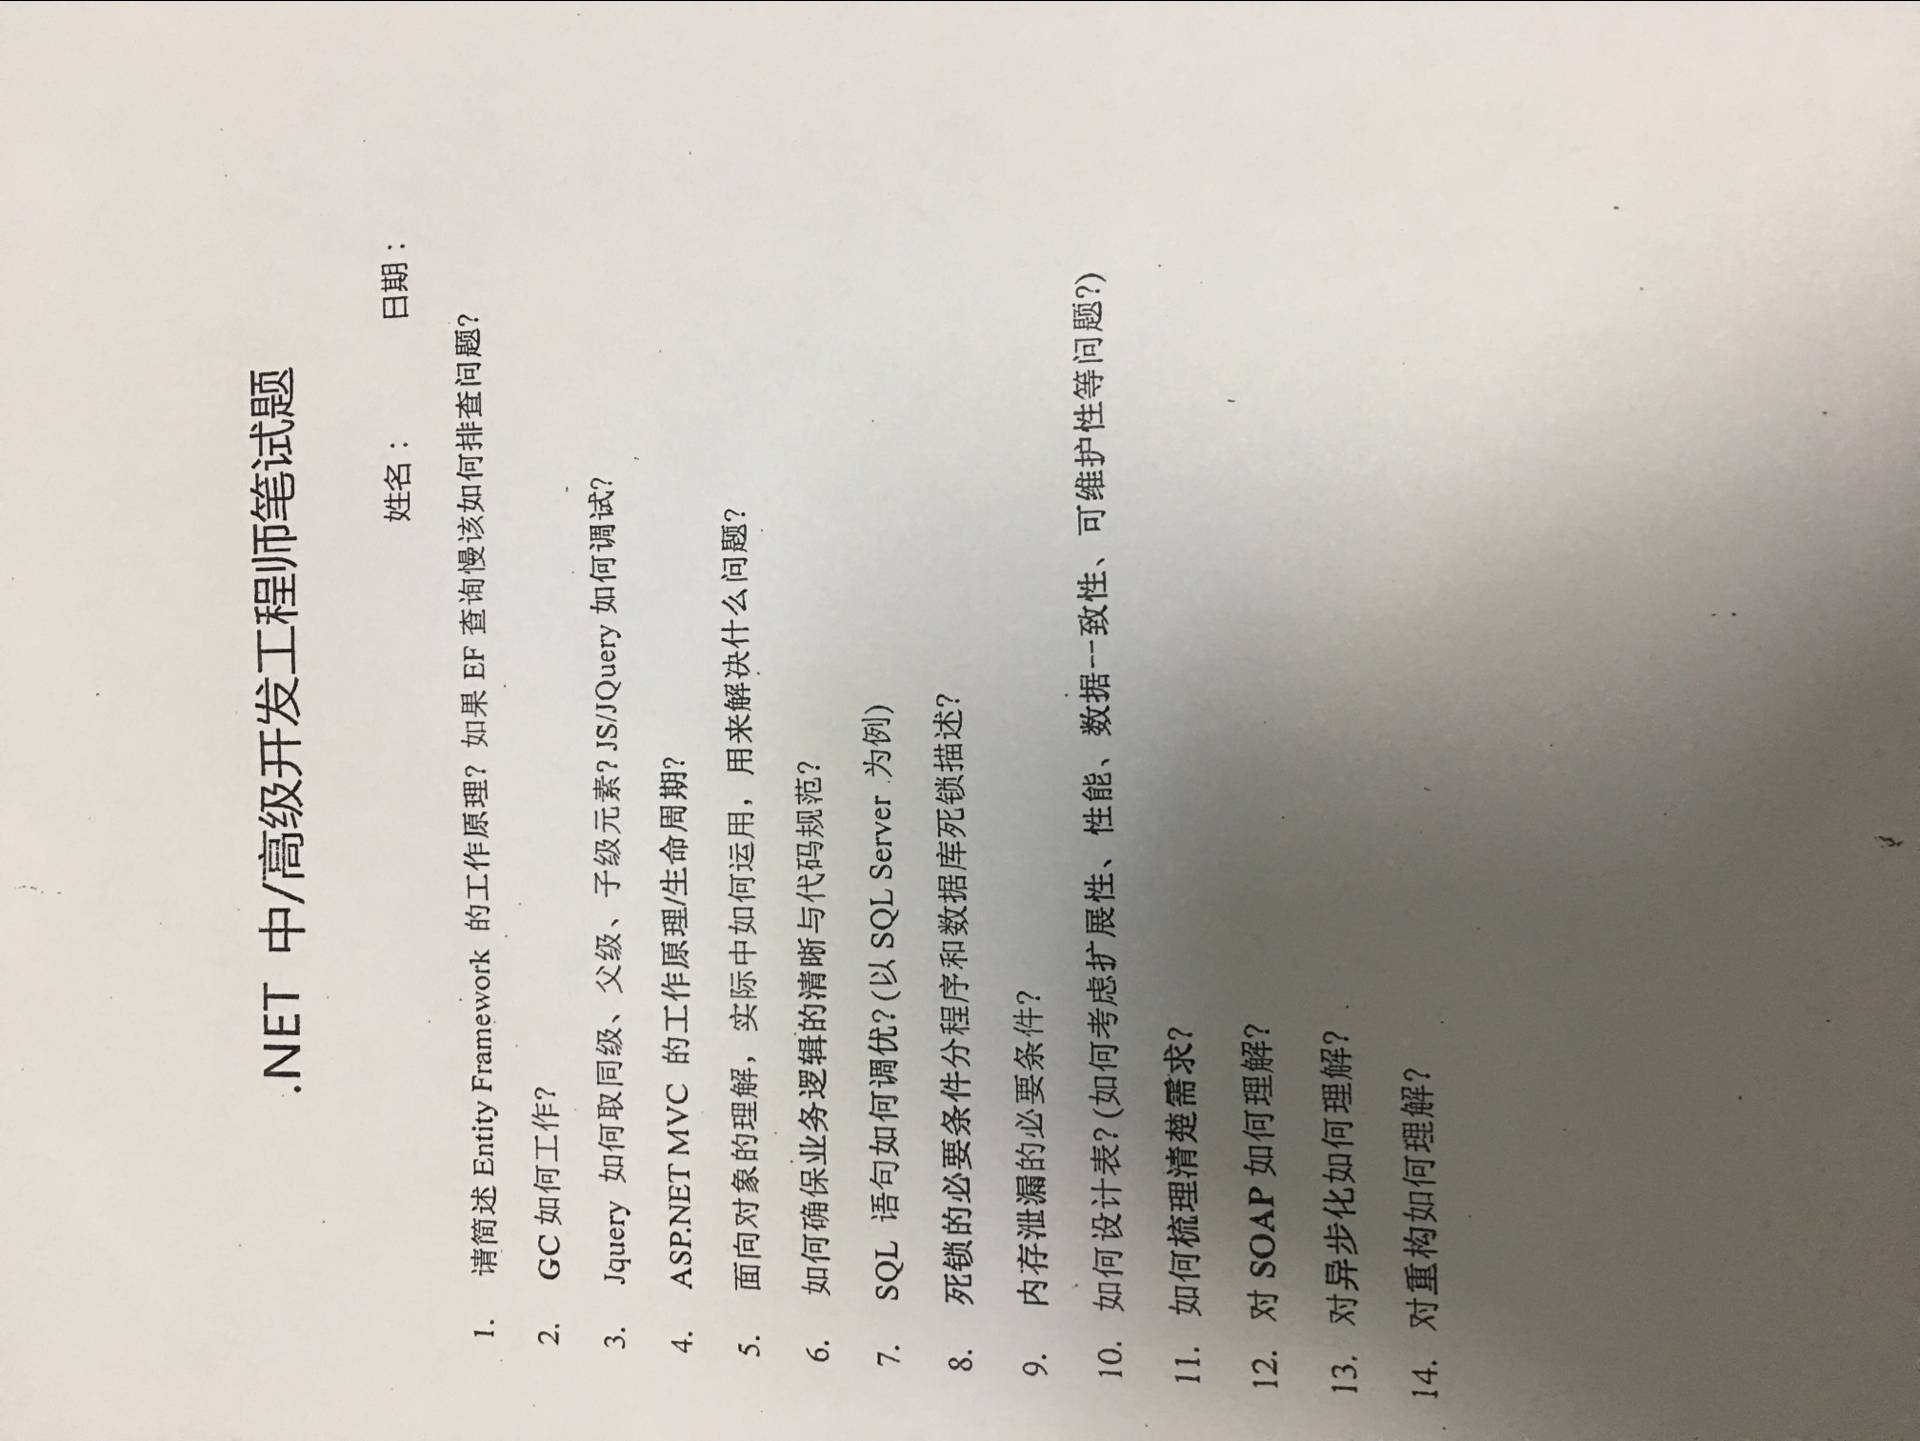 .NET 中/高级开发工程师笔试题
姓名： 日期：
1. 请简述 Entity Framework 的工作原理？如果 EF 查询慢该如何排查问题?
2. GC 如何工作?
3. Jquery 如何取同级、父级、子级元素? JS/JQuery 如何调试?
4. ASP.NET MVC 的工作原理/生命周期?
5. 面向对象的理解，实际中如何运用，用来解决什么问题?
6. 如何确保业务逻辑的清晰与代码规范?
7. SQL 语句如何调优? (以 SQL Server 为例)
8. 死锁的必要条件分程序和数据库死锁描述?
9. 内存泄漏的必要条件?
10. 如何设计表? (如何考虑扩展性、性能、数据一致性、可维护性等问题?)
11. 如何梳理清楚需求?
12. 对 SOAP 如何理解?
13. 对异步化如何理解?
14. 对重构如何理解?